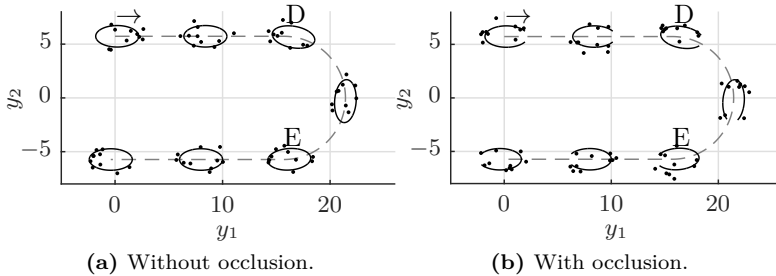 D
5
0
−5
y2
E
0 10 20
y1
(a) Without occlusion.
D
5
0
−5
y2
E
0 10 20
y1
(b) With occlusion.